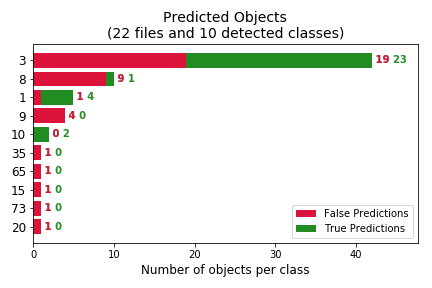 Predicted Objects
(22 files and 10 detected classes)
3 19 23
8 9 1
1 1 4
9 4 0
10 0 2
35 1 0
65 1 0
15 1 0
73 1 0
20 1 0
False Predictions
True Predictions
0 10 20 30 40
Number of objects per class